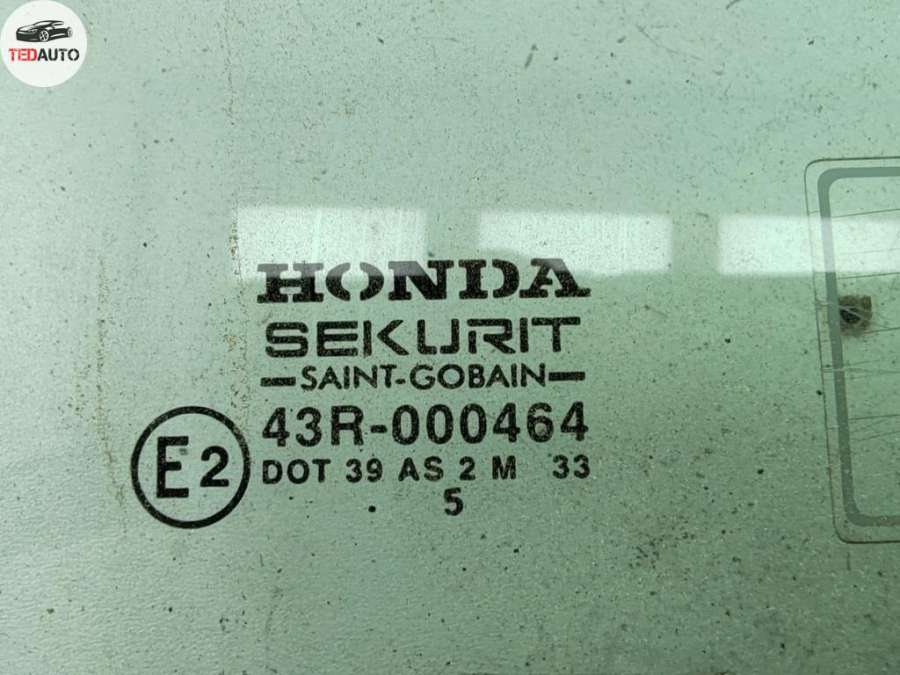 TEDAUTO
HONDA
SEKURIT
SAINT-GOBAIN
43R-000464
E2
DOT 39 AS 2 M 33
. 5